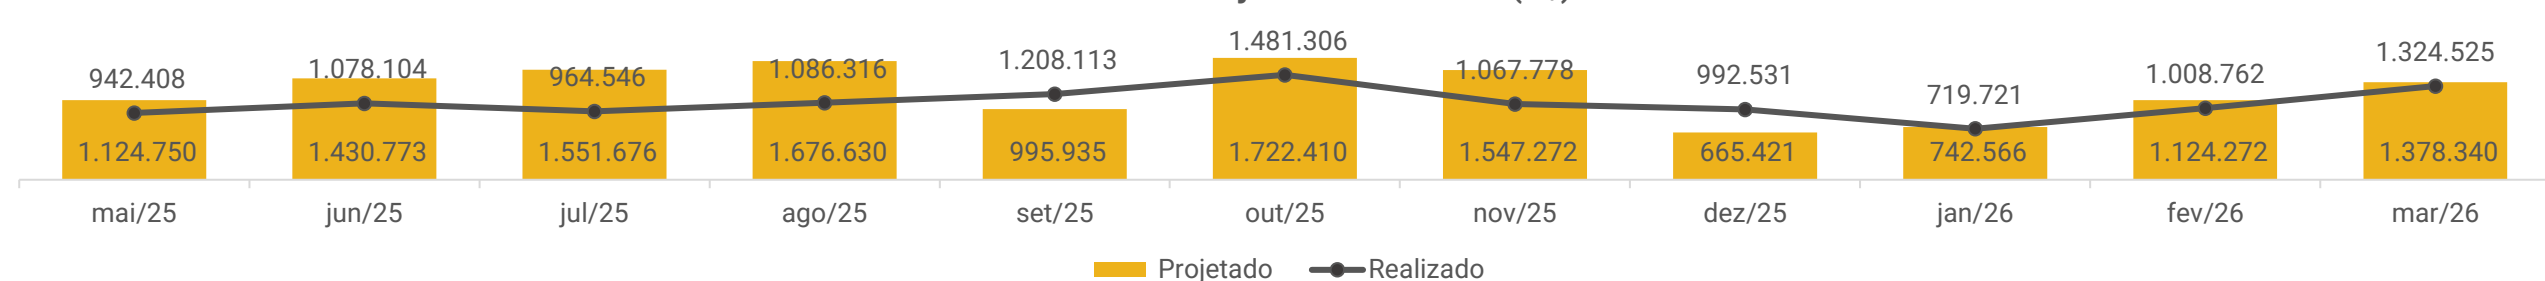 942.408 1.078.104 964.546 1.086.316 1.208.113 1.481.306 1.067.778 992.531 719.721 1.008.762 1.324.525
1.124.750 1.430.773 1.551.676 1.676.630 995.935 1.722.410 1.547.272 665.421 742.566 1.124.272 1.378.340
mai/25 jun/25 jul/25 ago/25 set/25 out/25 nov/25 dez/25 jan/26 fev/26 mar/26
Projetado Realizado